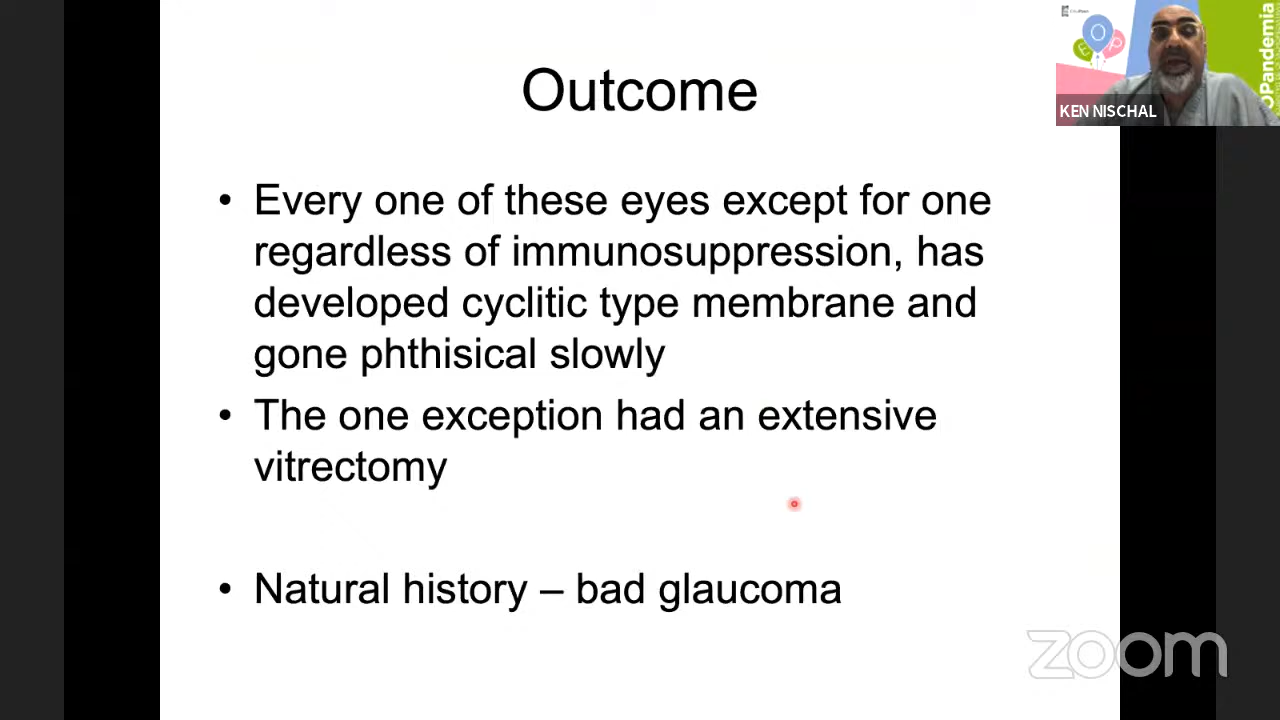 Outcome
• Every one of these eyes except for one
regardless of immunosuppression, has
developed cyclitic type membrane and
gone phthisical slowly
• The one exception had an extensive
vitrectomy
• Natural history – bad glaucoma
E O P
KEN NISCHAL
OPandemia
zoom